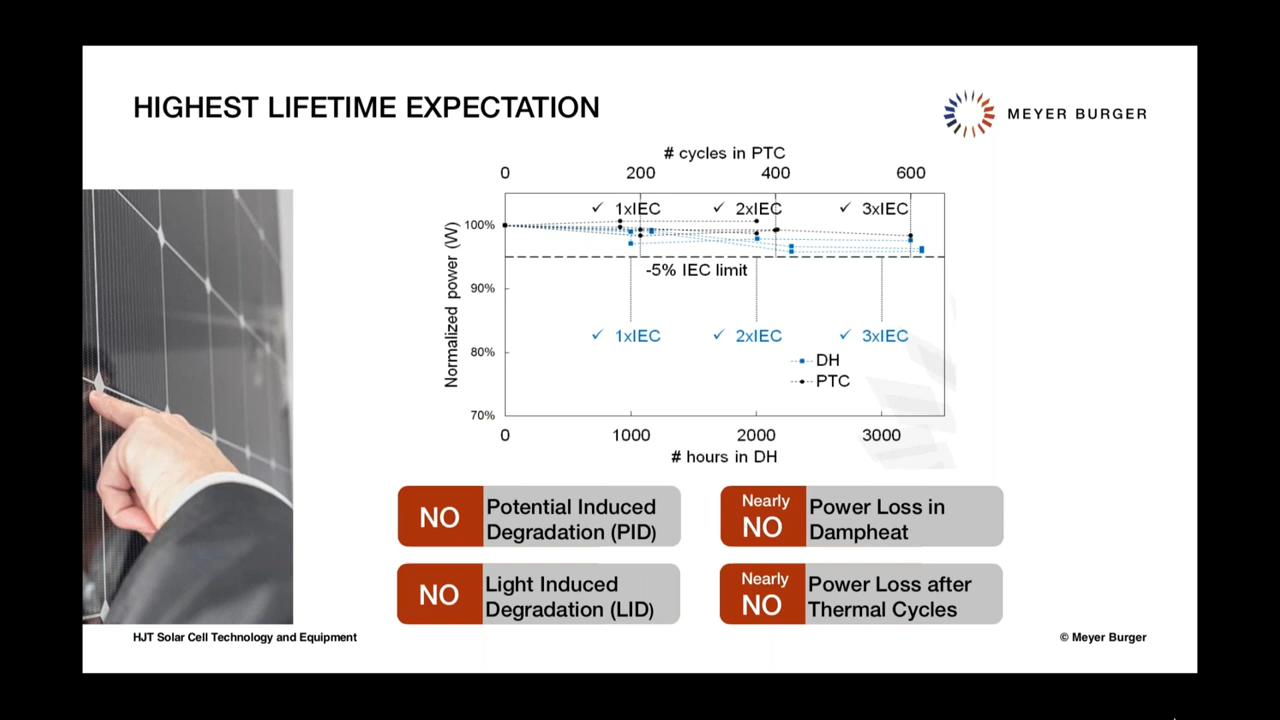 HIGHEST LIFETIME EXPECTATION
MEYER BURGER
# cycles in PTC
0 200 400 600
✓ 1xIEC ✓ 2xIEC ✓ 3xIEC
Normalized power (W)
100%
-5% IEC limit
90%
✓ 1xIEC ✓ 2xIEC ✓ 3xIEC
80%
DH
PTC
70%
0 1000 2000 3000
# hours in DH
NO
Potential Induced
Degradation (PID)
Nearly
NO
Power Loss in
Dampheat
NO
Light Induced
Degradation (LID)
Nearly
NO
Power Loss after
Thermal Cycles
HJT Solar Cell Technology and Equipment
© Meyer Burger